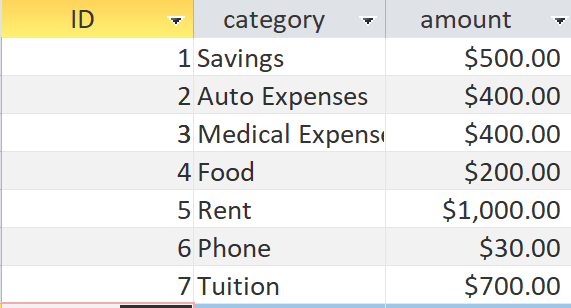 ID category amount
1 Savings $500.00
2 Auto Expenses $400.00
3 Medical Expens $400.00
4 Food $200.00
5 Rent $1,000.00
6 Phone $30.00
7 Tuition $700.00